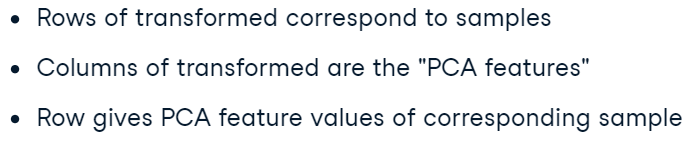 • Rows of transformed correspond to samples
• Columns of transformed are the "PCA features"
• Row gives PCA feature values of corresponding sample